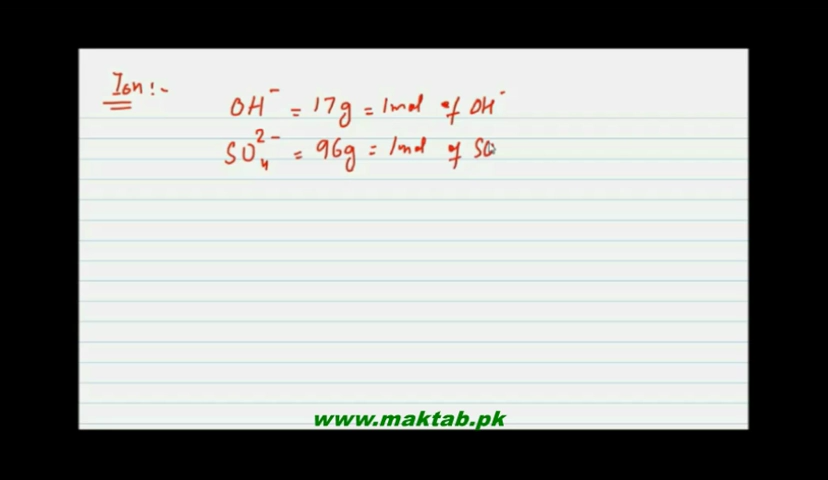 Ion :-
OH⁻ = 17g = 1mol of OH⁻
SO₄²⁻ = 96g = 1mol of SO
www.maktab.pk